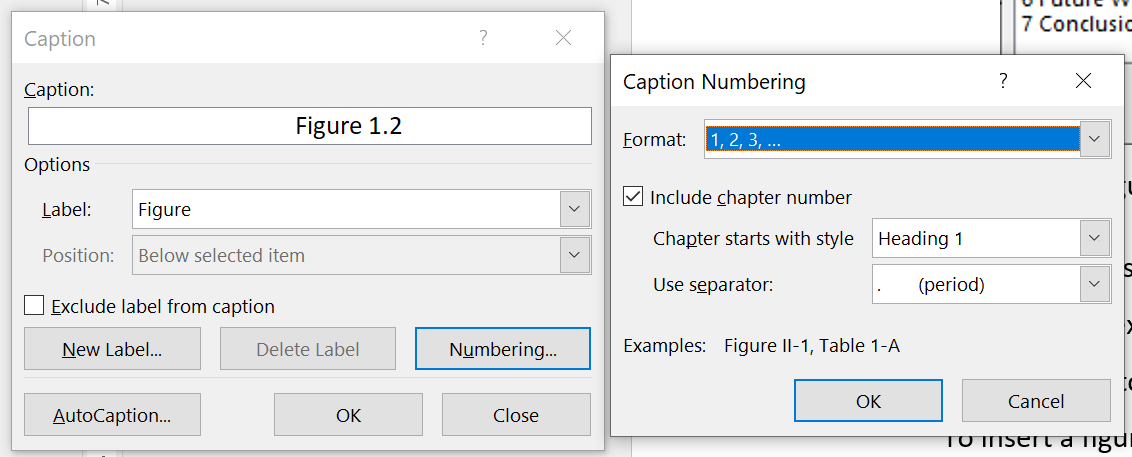 Caption
?
Caption:
Figure 1.2
Options
Label: Figure
Position: Below selected item
Exclude label from caption
New Label... Delete Label Numbering...
AutoCaption... OK Close
7 Conclusio
Caption Numbering
?
Format: 1, 2, 3, ...
Include chapter number
Chapter starts with style Heading 1
Use separator: . (period)
Examples: Figure II-1, Table 1-A
OK Cancel
To insert a figu